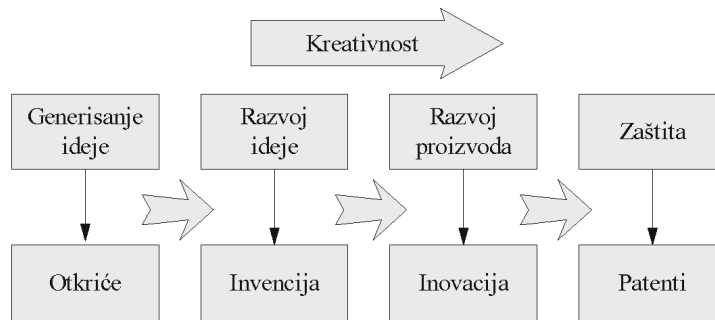 Kreativnost
Generisanje
ideje
Razvoj
ideje
Razvoj
proizvoda
Zaštita
Otkriće
Invencija
Inovacija
Patenti